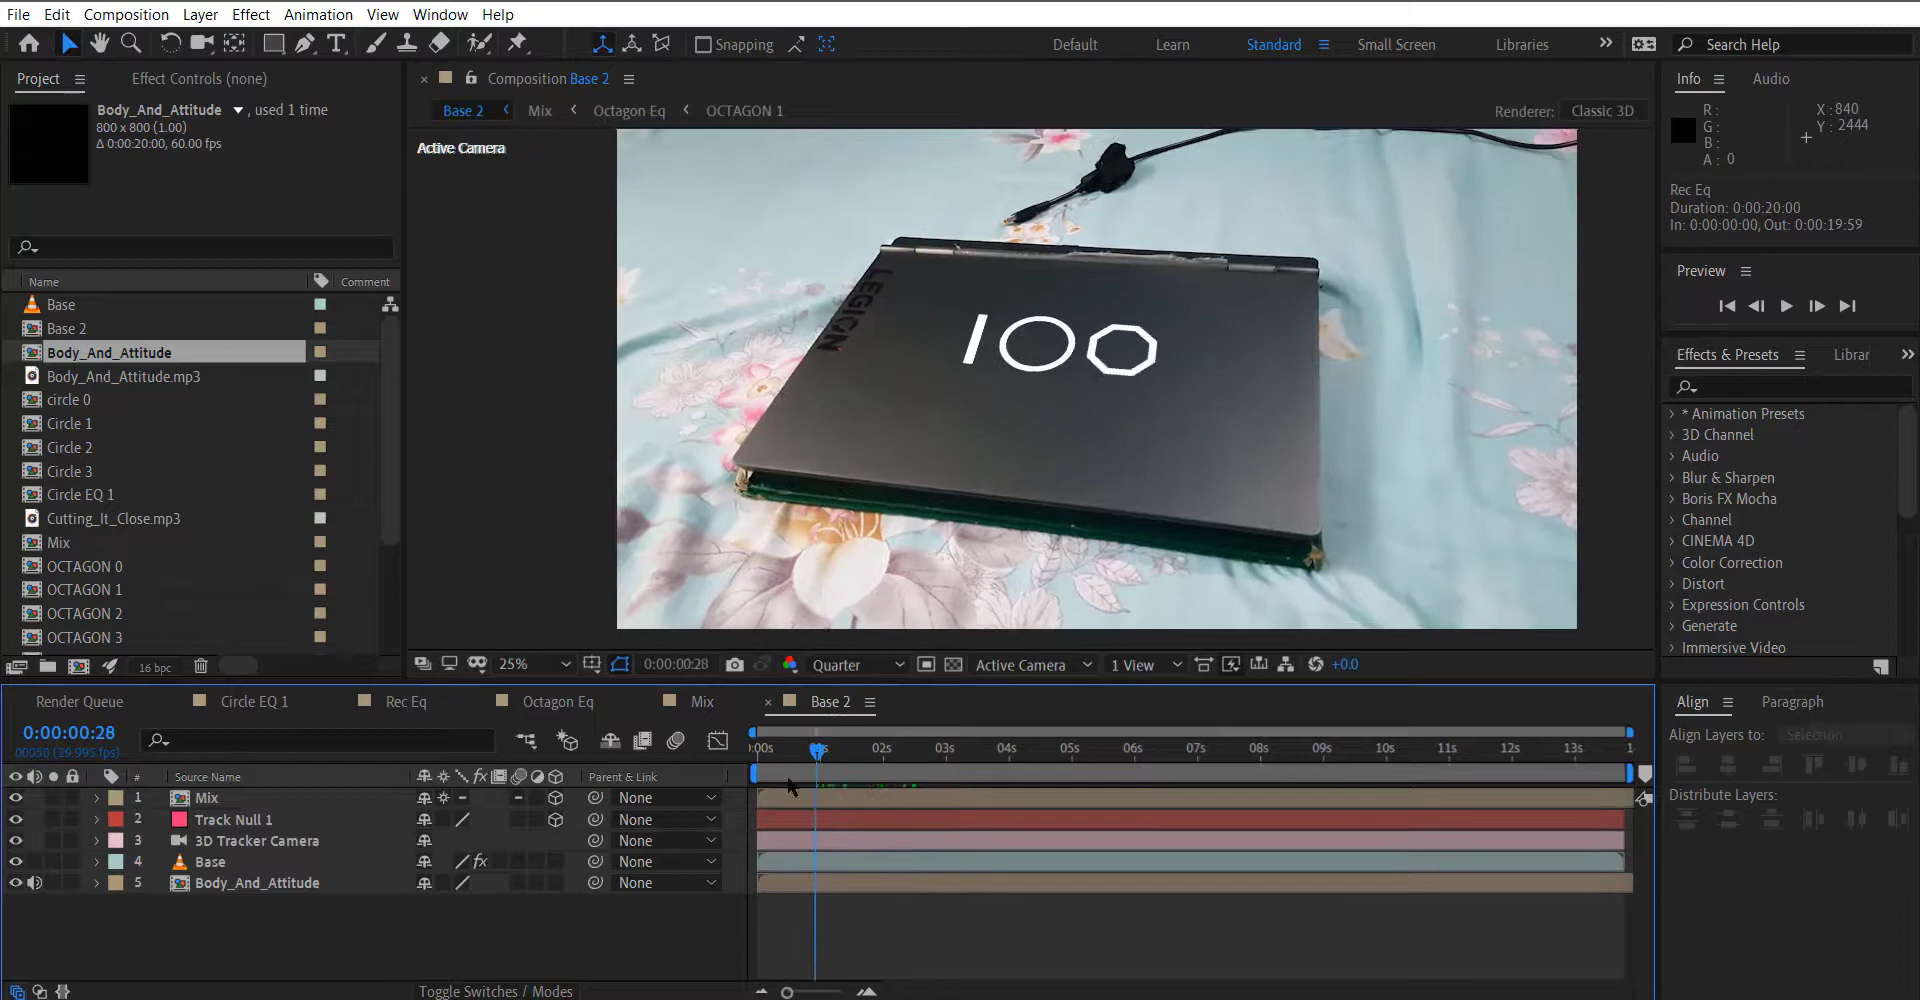 File Edit Composition Layer Effect Animation View Window Help
Snapping Default Learn Standard Small Screen Libraries Search Help
Project Effect Controls (none)
Body_And_Attitude , used 1 time
800 x 800 (1.00)
Δ 0:00:20:00, 60.00 fps)
Name Comment
Base
Base 2
Body_And_Attitude
Body_And_Attitude.mp3
circle 0
Circle 1
Circle 2
Circle 3
Circle EQ 1
Cutting_It_Close.mp3
Mix
OCTAGON 0
OCTAGON 1
OCTAGON 2
OCTAGON 3
16 bpc
Composition Base 2
Base 2 Mix Octagon Eq OCTAGON 1 Renderer: Classic 3D
Active Camera
LEGION
25% 0:00:00:28 Quarter Active Camera 1 View +0.0
Info Audio
R : X : 840
G : Y : 2444
B :
A : 0
Rec Eq
Duration: 0:00:20:00
In: 0:00:00:00, Out: 0:00:19:59
Preview
Effects & Presets Librar
* Animation Presets
3D Channel
Audio
Blur & Sharpen
Boris FX Mocha
Channel
CINEMA 4D
Color Correction
Distort
Expression Controls
Generate
Immersive Video
Render Queue Circle EQ 1 Rec Eq Octagon Eq Mix Base 2
0:00:00:28
00050 (29.995 fps)
):00s 02s 03s 04s 05s 06s 07s 08s 09s 10s 11s 12s 13s 1
# Source Name fx Parent & Link
1 Mix None
2 Track Null 1 None
3 3D Tracker Camera None
4 Base fx None
5 Body_And_Attitude None
Toggle Switches / Modes
Align Paragraph
Align Layers to: Selection
Distribute Layers: